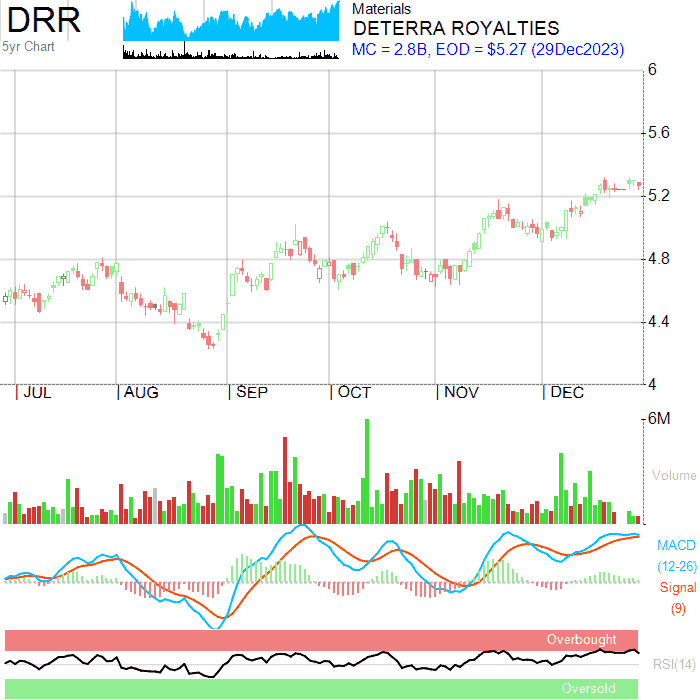 DRR
5yr Chart
Materials
DETERRA ROYALTIES
MC = 2.8B, EOD = $5.27 (29Dec2023)
6
5.6
5.2
4.8
4.4
4
JUL
AUG
SEP
OCT
NOV
DEC
6M
Volume
MACD
(12-26)
Signal
(9)
Overbought
RSI(14)
Oversold